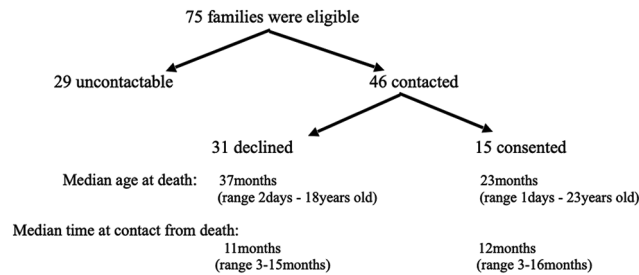 75 families were eligible
29 uncontactable
46 contacted
31 declined
15 consented
Median age at death:
37months
(range 2days - 18years old)
23months
(range 1days - 23years old)
Median time at contact from death:
11months
(range 3-15months)
12months
(range 3-16months)